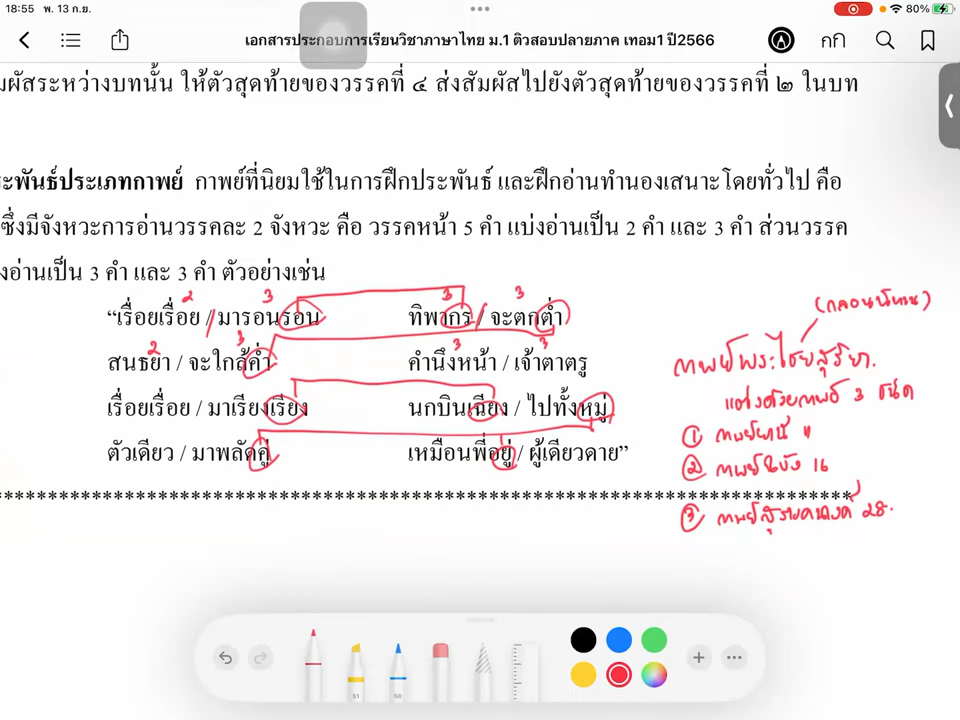 18:55 พ. 13 ก.ย.
80%
เอกสารประกอบการเรียนวิชาภาษาไทย ม.1 ติวสอบปลายภาค เทอม1 ปี2566
กกั
มผัสระหว่างบทนั้น ให้ตัวสุดท้ายของวรรคที่ ๔ ส่งสัมผัสไปยังตัวสุดท้ายของวรรคที่ ๒ ในบท
ะพันธ์ประเภทกาพย์ กาพย์ที่นิยมใช้ในการฝึกประพันธ์ และฝึกอ่านทำนองเสนาะโดยทั่วไป คือ
ซึ่งมีจังหวะการอ่านวรรคละ 2 จังหวะ คือ วรรคหน้า 5 คำ แบ่งอ่านเป็น 2 คำ และ 3 คำ ส่วนวรรค
งอ่านเป็น 3 คำ และ 3 คำ ตัวอย่างเช่น
2 3 3 3
“เรื่อยเรื่อย / มารอนรอน ทิพากร / จะตกต่ำ
(กลอนนิทาน)
2 3 3 3
สนธยา / จะใกล้ค่ำ คำนึงหน้า / เจ้าตาตรู
กาพย์พระไชยสุริยา.
แต่งด้วยกาพย์ 3 ชนิด
เรื่อยเรื่อย / มาเรียงเรียง นกบินเฉียง / ไปทั้งหมู่
① กาพย์ยานี 11
ตัวเดียว / มาพลัดคู่ เหมือนพี่อยู่ / ผู้เดียวดาย”
② กาพย์ฉบัง 16
③ กาพย์สุรางคนางค์ 28.
51 50